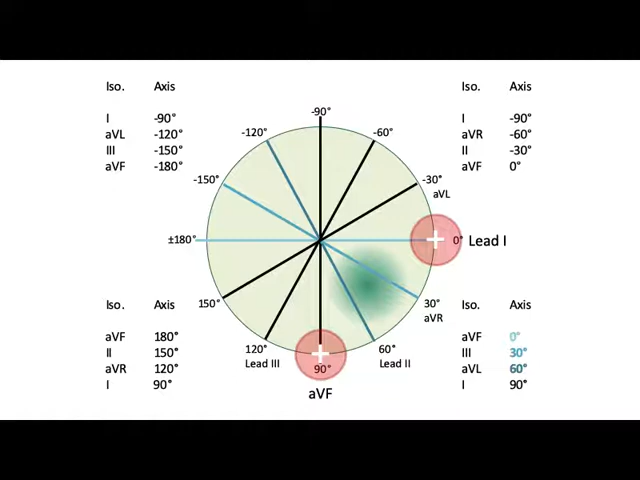 Iso. Axis
I -90°
aVL -120°
III -150°
aVF -180°
Iso. Axis
I -90°
aVR -60°
II -30°
aVF 0°
-90°
-120°
-60°
-150°
-30°
aVL
±180°
0° Lead I
150°
30°
aVR
120°
Lead III
60°
Lead II
90°
aVF
Iso. Axis
aVF 180°
II 150°
aVR 120°
I 90°
Iso. Axis
aVF 0°
III 30°
aVL 60°
I 90°